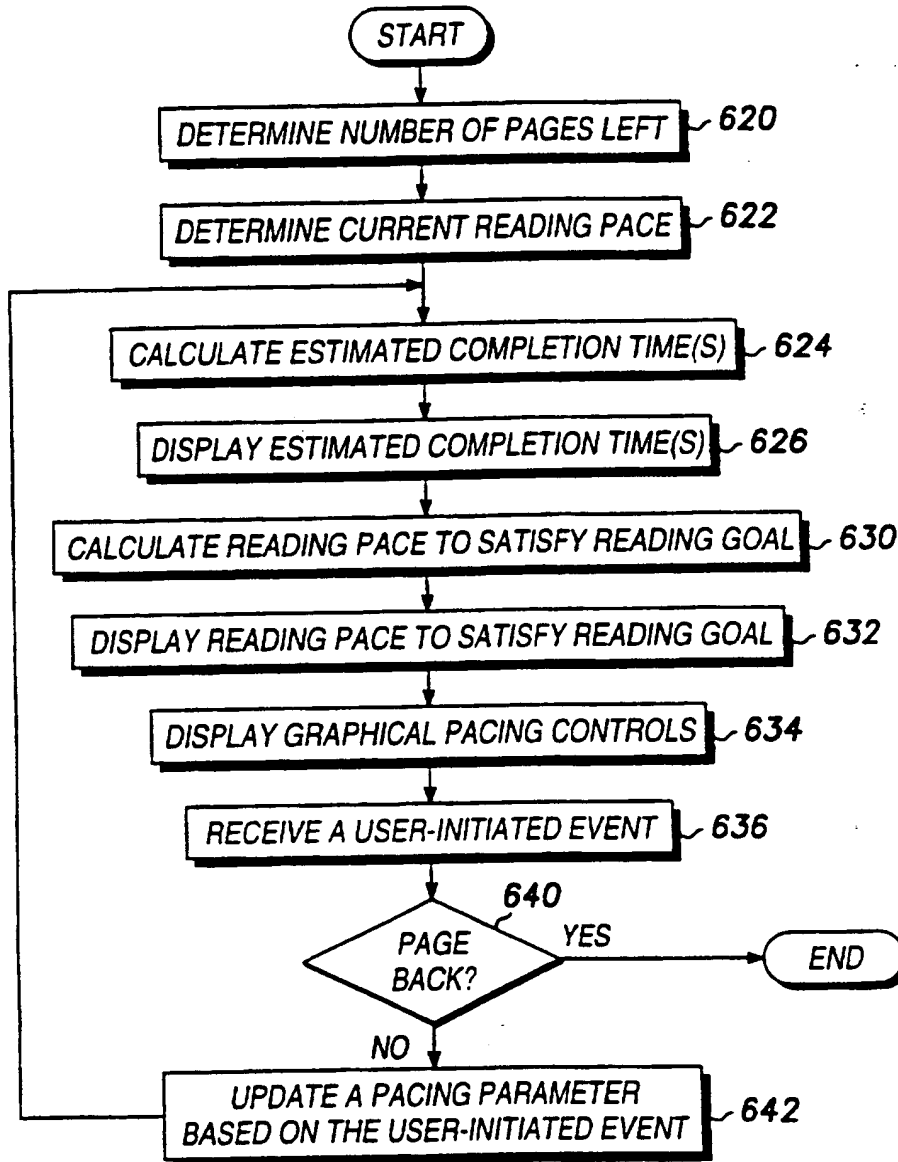 START
DETERMINE NUMBER OF PAGES LEFT 620
DETERMINE CURRENT READING PACE 622
CALCULATE ESTIMATED COMPLETION TIME(S) 624
DISPLAY ESTIMATED COMPLETION TIME(S) 626
CALCULATE READING PACE TO SATISFY READING GOAL 630
DISPLAY READING PACE TO SATISFY READING GOAL 632
DISPLAY GRAPHICAL PACING CONTROLS 634
RECEIVE A USER-INITIATED EVENT 636
640
PAGE
BACK?
YES
END
NO
UPDATE A PACING PARAMETER
BASED ON THE USER-INITIATED EVENT 642